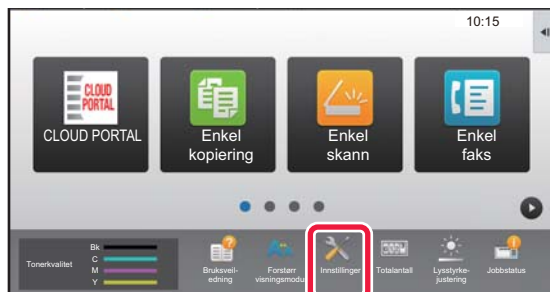 10:15
CLOUD
PORTAL
CLOUD PORTAL
Enkel
kopiering
Enkel
skann
Enkel
faks
Tonerkvalitet
Bk
C
M
Y
Bruksveil-
edning
Forstørr
visningsmodus
Innstillinger
Totalantall
Lysstyrke-
justering
Jobbstatus